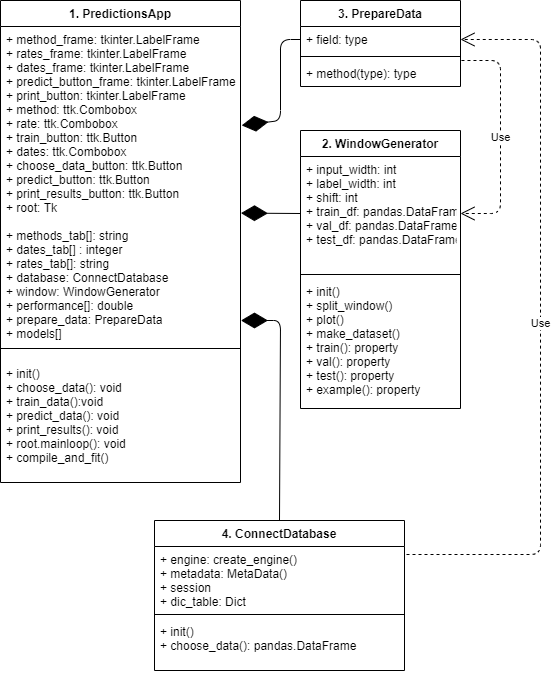 1. PredictionsApp
+ method_frame: tkinter.LabelFrame
+ rates_frame: tkinter.LabelFrame
+ dates_frame: tkinter.LabelFrame
+ predict_button_frame: tkinter.LabelFrame
+ print_button: tkinter.LabelFrame
+ method: ttk.Combobox
+ rate: ttk.Combobox
+ train_button: ttk.Button
+ dates: ttk.Combobox
+ choose_data_button: ttk.Button
+ predict_button: ttk.Button
+ print_results_button: ttk.Button
+ root: Tk
+ methods_tab[]: string
+ dates_tab[] : integer
+ rates_tab[]: string
+ database: ConnectDatabase
+ window: WindowGenerator
+ performance[]: double
+ prepare_data: PrepareData
+ models[]
+ init()
+ choose_data(): void
+ train_data():void
+ predict_data(): void
+ print_results(): void
+ root.mainloop(): void
+ compile_and_fit()
3. PrepareData
+ field: type
+ method(type): type
Use
2. WindowGenerator
+ input_width: int
+ label_width: int
+ shift: int
+ train_df: pandas.DataFram
+ val_df: pandas.DataFrame
+ test_df: pandas.DataFrame
+ init()
+ split_window()
+ plot()
+ make_dataset()
+ train(): property
+ val(): property
+ test(): property
+ example(): property
Use
4. ConnectDatabase
+ engine: create_engine()
+ metadata: MetaData()
+ session
+ dic_table: Dict
+ init()
+ choose_data(): pandas.DataFrame